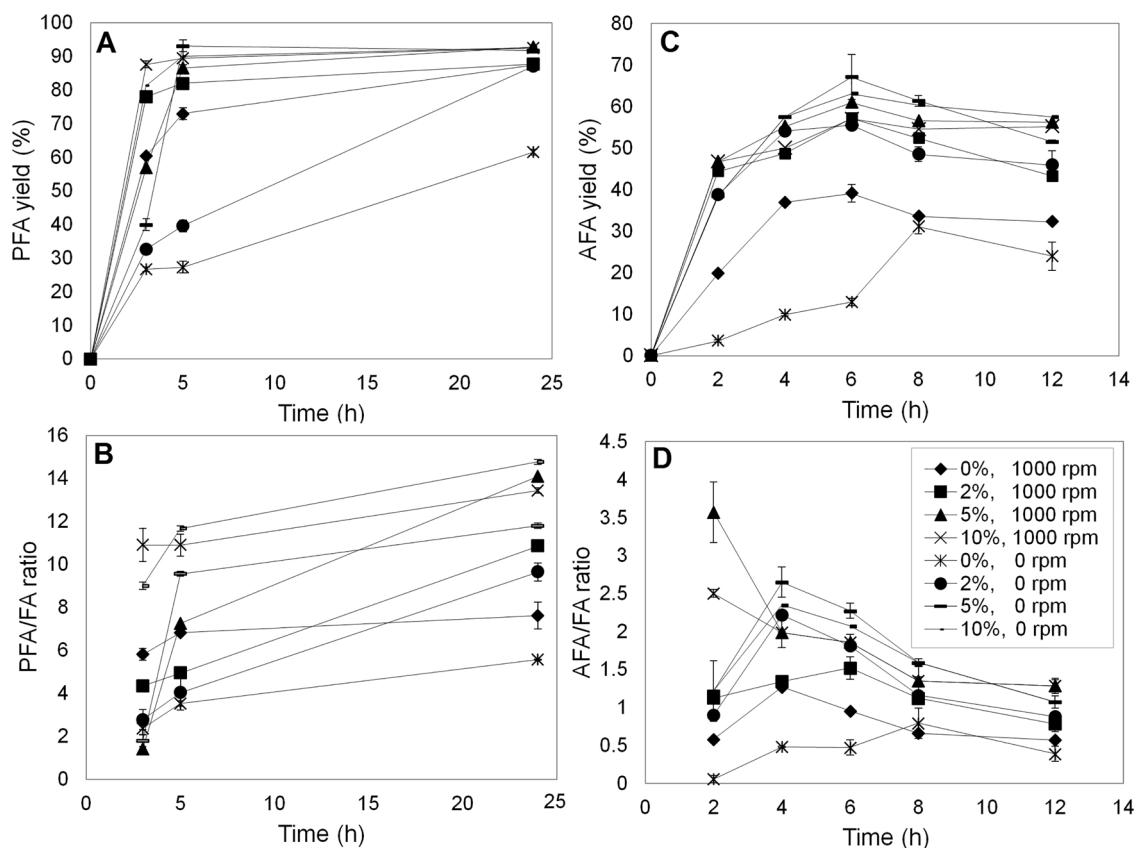 A
PFA yield (%)
100
90
80
70
60
50
40
30
20
10
0
0 5 10 15 20 25
Time (h)
C
AFA yield (%)
80
70
60
50
40
30
20
10
0
0 2 4 6 8 10 12 14
Time (h)
B
PFA/FA ratio
16
14
12
10
8
6
4
2
0
0 5 10 15 20 25
Time (h)
D
AFA/FA ratio
4.5
4
3.5
3
2.5
2
1.5
1
0.5
0
0 2 4 6 8 10 12 14
Time (h)
0%, 1000 rpm
2%, 1000 rpm
5%, 1000 rpm
10%, 1000 rpm
0%, 0 rpm
2%, 0 rpm
5%, 0 rpm
10%, 0 rpm